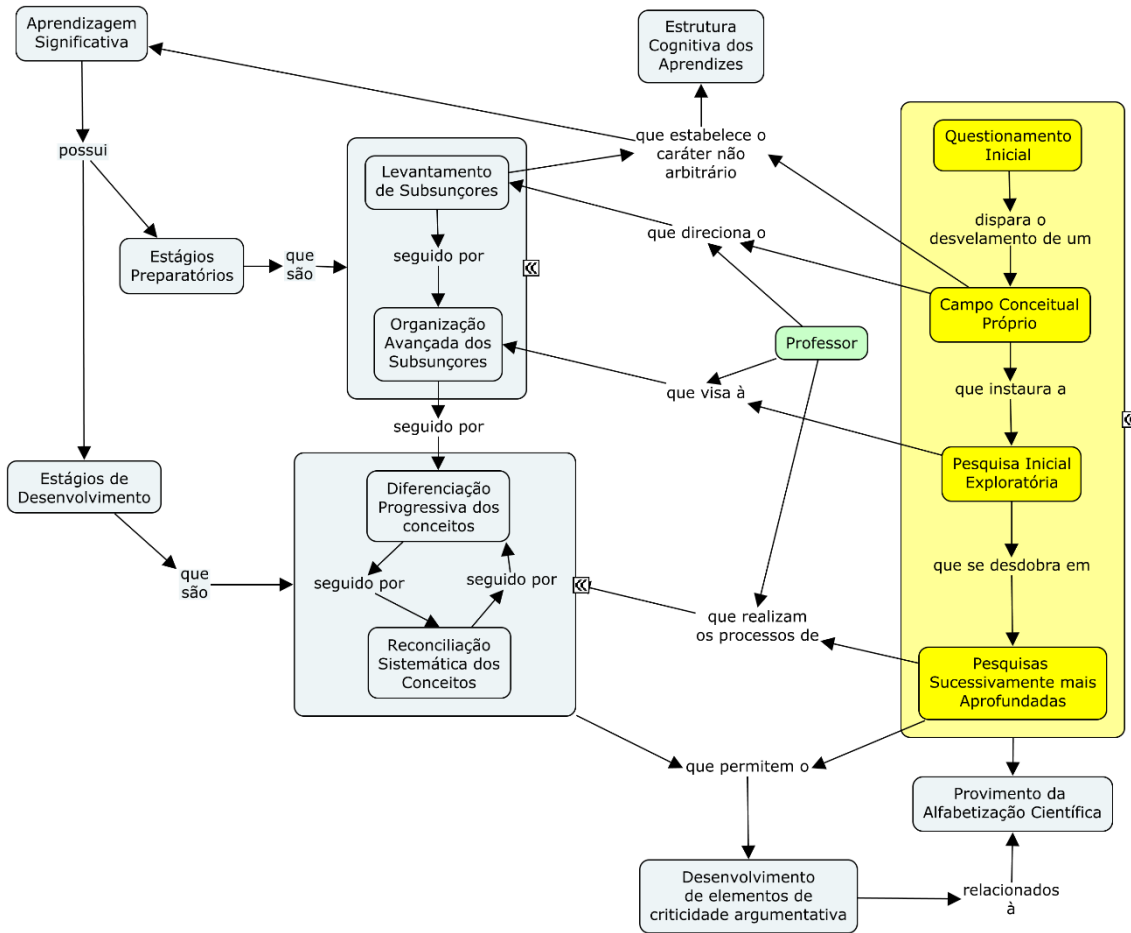 Aprendizagem
Significativa
Estrutura
Cognitiva dos
Aprendizes
possui
que estabelece o
caráter não
arbitrário
Questionamento
Inicial
Levantamento
de Subsunçores
dispara o
desvelamento de um
que direciona o
Estágios
Preparatórios
que
são
seguido por
Campo Conceitual
Próprio
Organização
Avançada dos
Subsunçores
Professor
que visa à
que instaura a
seguido por
Estágios de
Desenvolvimento
Pesquisa Inicial
Exploratória
Diferenciação
Progressiva dos
conceitos
que
são
seguido por
seguido por
que se desdobra em
que realizam
os processos de
Reconciliação
Sistemática dos
Conceitos
Pesquisas
Sucessivamente mais
Aprofundadas
que permitem o
Provimento da
Alfabetização Científica
Desenvolvimento
de elementos de
criticidade argumentativa
relacionados
à